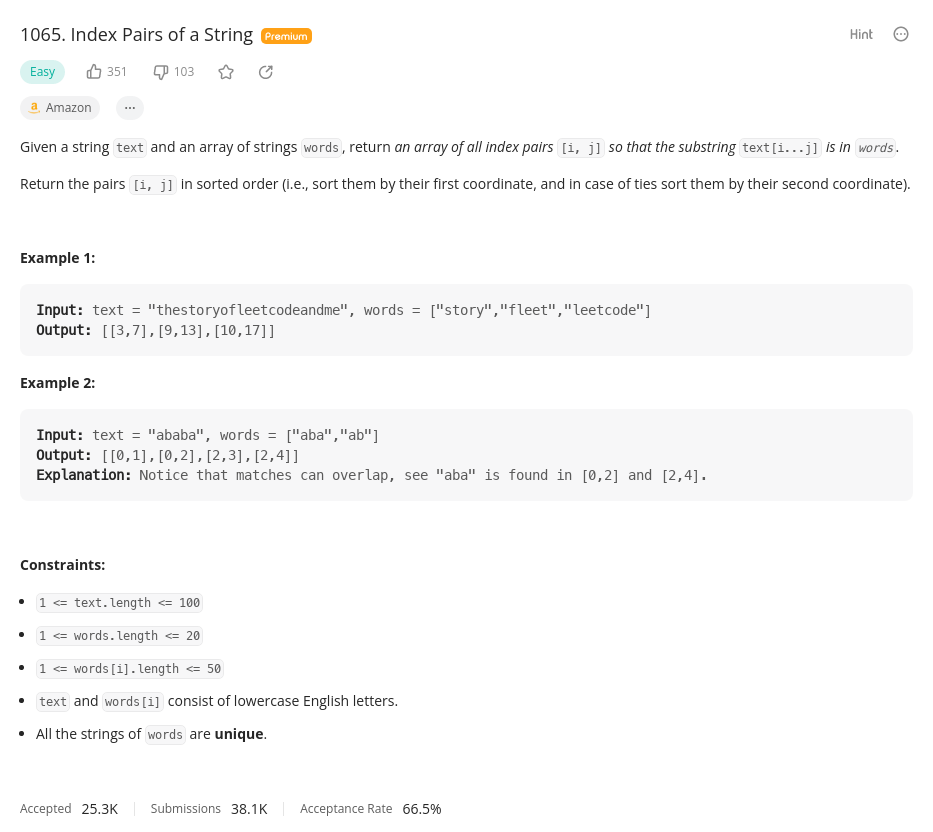 1065. Index Pairs of a String Premium Hint
Easy 351 103
a Amazon ...
Given a string text and an array of strings words, return an array of all index pairs [i, j] so that the substring text[i...j] is in words.
Return the pairs [i, j] in sorted order (i.e., sort them by their first coordinate, and in case of ties sort them by their second coordinate).
Example 1:
Input: text = "thestoryofleetcodeandme", words = ["story","fleet","leetcode"]
Output: [[3,7],[9,13],[10,17]]
Example 2:
Input: text = "ababa", words = ["aba","ab"]
Output: [[0,1],[0,2],[2,3],[2,4]]
Explanation: Notice that matches can overlap, see "aba" is found in [0,2] and [2,4].
Constraints:
• 1 <= text.length <= 100
• 1 <= words.length <= 20
• 1 <= words[i].length <= 50
• text and words[i] consist of lowercase English letters.
• All the strings of words are unique.
Accepted 25.3K Submissions 38.1K Acceptance Rate 66.5%